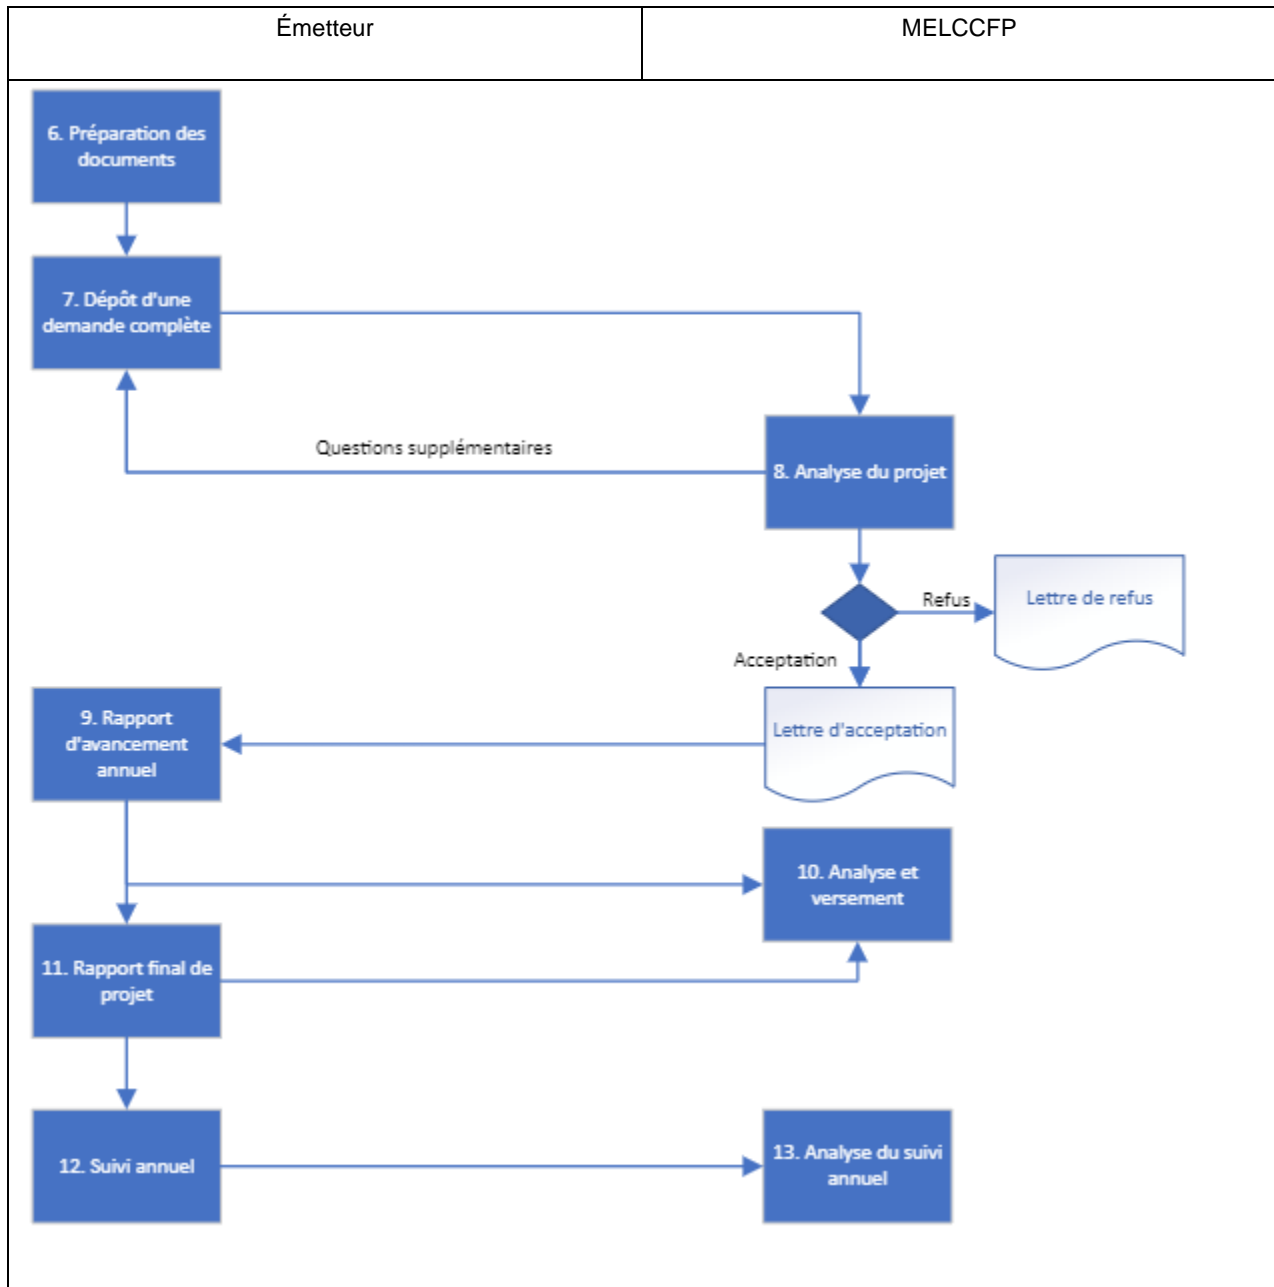 Émetteur
MELCCFP
6. Préparation des
documents
7. Dépôt d'une
demande complète
Questions supplémentaires
8. Analyse du projet
Refus
Lettre de refus
Acceptation
Lettre d'acceptation
9. Rapport
d'avancement
annuel
10. Analyse et
versement
11. Rapport final de
projet
12. Suivi annuel
13. Analyse du suivi
annuel